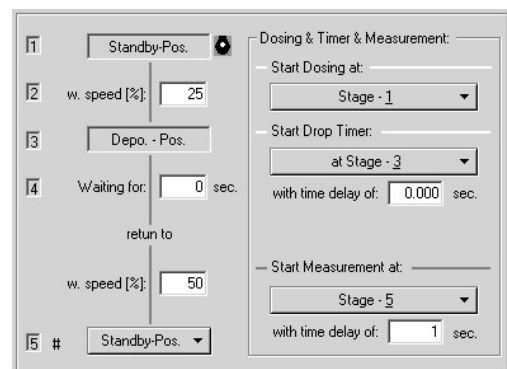 1 Standby-Pos.
2 w. speed [%]: 25
3 Depo. - Pos.
4 Waiting for: 0 sec.
retun to
w. speed [%]: 50
5 # Standby-Pos.
Dosing & Timer & Measurement:
Start Dosing at:
Stage - 1
Start Drop Timer:
at Stage - 3
with time delay of: 0.000 sec.
Start Measurement at:
Stage - 5
with time delay of: 1 sec.